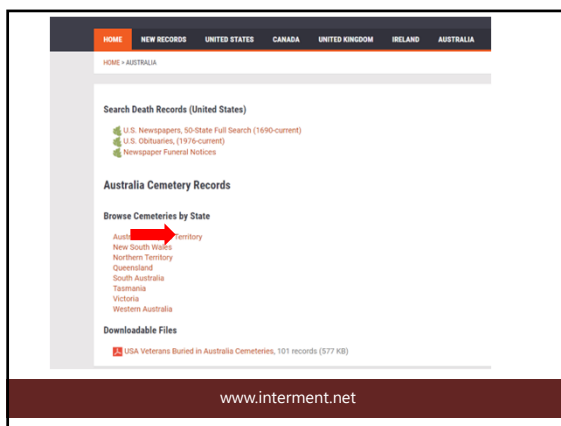 HOME NEW RECORDS UNITED STATES CANADA UNITED KINGDOM IRELAND AUSTRALIA
HOME > AUSTRALIA
Search Death Records (United States)
U.S. Newspapers, 50-State Full Search (1690-current)
U.S. Obituaries, (1976-current)
Newspaper Funeral Notices
Australia Cemetery Records
Browse Cemeteries by State
Territory
New South Wales
Northern Territory
Queensland
South Australia
Tasmania
Victoria
Western Australia
Downloadable Files
USA Veterans Buried in Australia Cemeteries, 101 records (577 KB)
www.interment.net